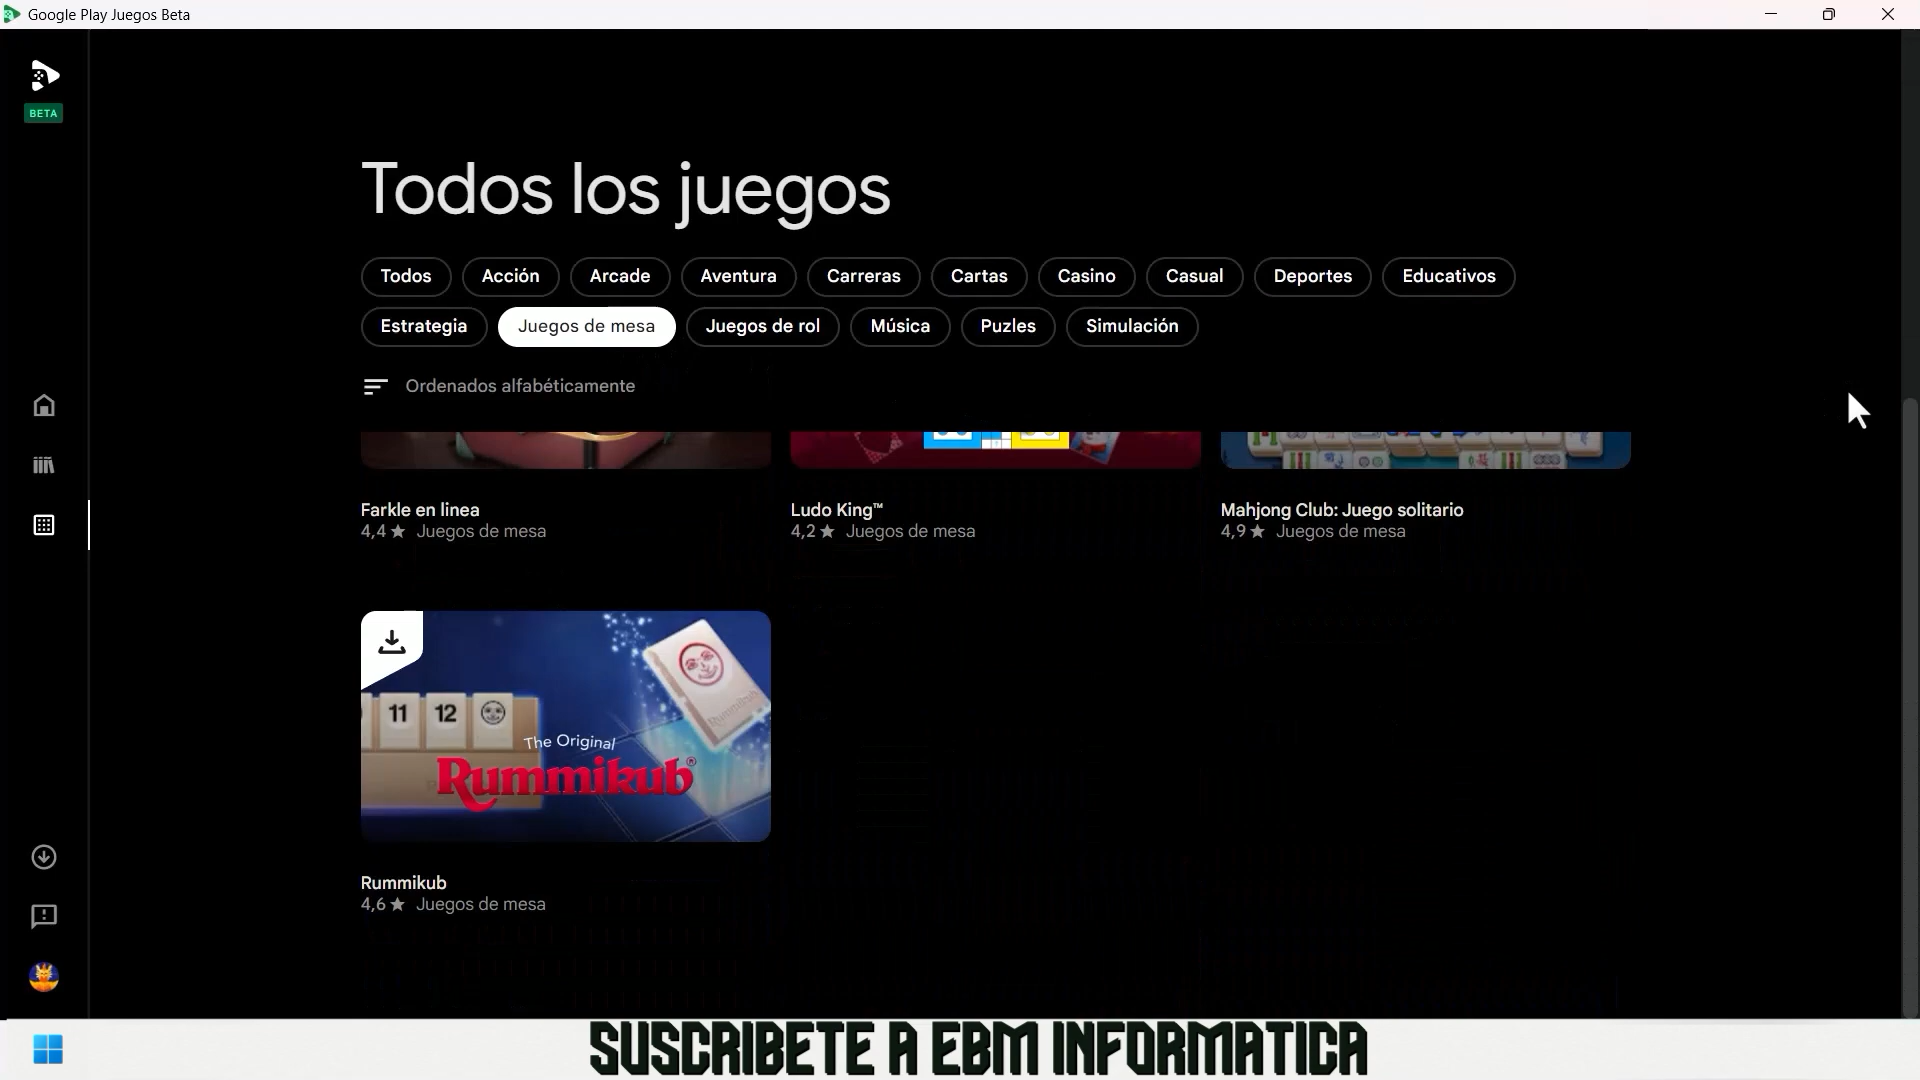 Google Play Juegos Beta
BETA
Todos los juegos
Todos Acción Arcade Aventura Carreras Cartas Casino Casual Deportes Educativos
Estrategia Juegos de mesa Juegos de rol Música Puzles Simulación
Ordenados alfabéticamente
Farkle en linea
4,4★ Juegos de mesa
Ludo King™
4,2★ Juegos de mesa
Mahjong Club: Juego solitario
4,9★ Juegos de mesa
11 12
The Original
Rummikub®
Rummikub
4,6★ Juegos de mesa
SUSCRIBETE A EBM INFORMATICA